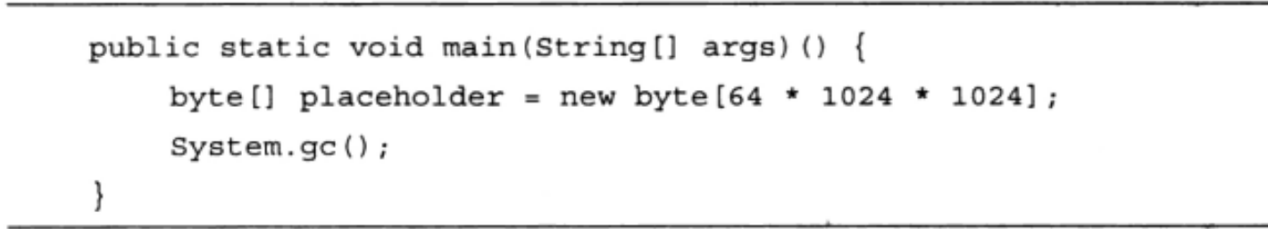 public static void main(String[] args)() {
    byte[] placeholder = new byte[64 * 1024 * 1024];
    System.gc();
}